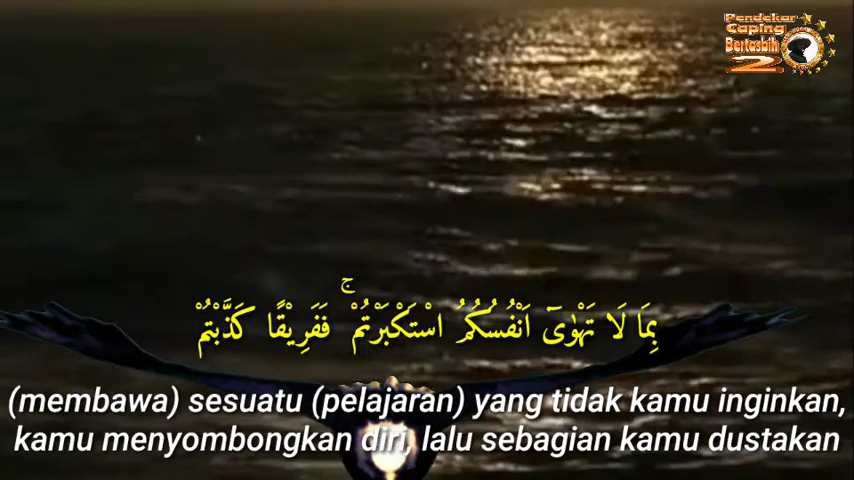 Pendekar
Caping
Bertasbih
2
بِمَا لَا تَهْوٰىٓ اَنْفُسُكُمُ اسْتَكْبَرْتُمْ ۚ فَفَرِيْقًا كَذَّبْتُمْ
(membawa) sesuatu (pelajaran) yang tidak kamu inginkan,
kamu menyombongkan diri, lalu sebagian kamu dustakan